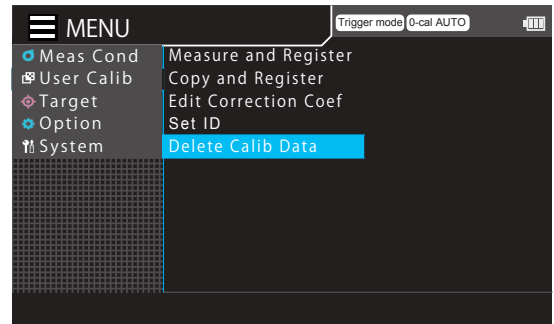 MENU
Trigger mode 0-cal AUTO
Meas Cond
User Calib
Target
Option
System
Measure and Register
Copy and Register
Edit Correction Coef
Set ID
Delete Calib Data